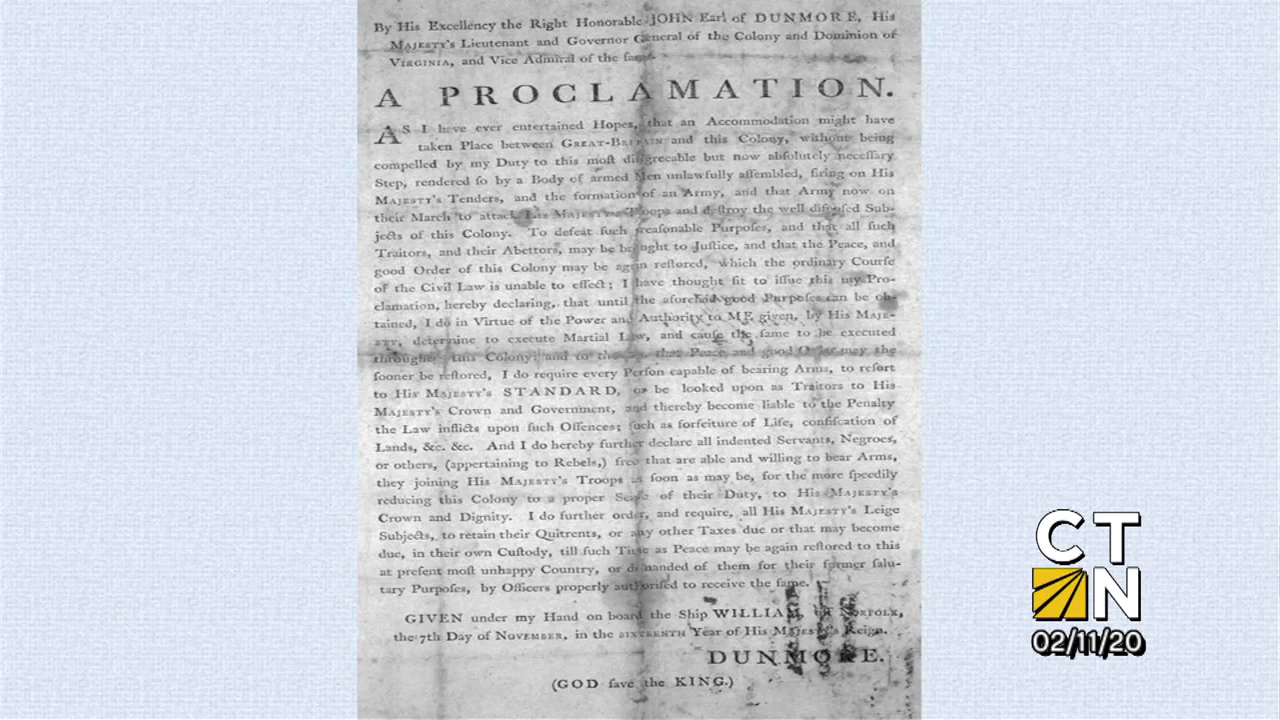 By His Excellency the Right Honorable JOHN Earl of DUNMORE, His
MAJESTY's Lieutenant and Governor General of the Colony and Dominion of
VIRGINIA, and Vice Admiral of the same.
A PROCLAMATION.
AS I have ever entertained Hopes, that an Accommodation might have
taken Place between GREAT-BRITAIN and this Colony, without being
compelled by my Duty to this moſt diſagreeable but now abſolutely neceſſary
Step, rendered ſo by a Body of armed Men unlawfully aſſembled, firing on His
MAJESTY's Tenders, and the formation of an Army, and that Army now on
their March to attack His MAJESTY's Troops and deſtroy the well diſpoſed Sub-
jects of this Colony. To defeat ſuch treaſonable Purpoſes, and that all ſuch
Traitors, and their Abettors, may be brought to Juſtice, and that the Peace, and
good Order of this Colony may be again reſtored, which the ordinary Courſe
of the Civil Law is unable to effect; I have thought fit to iſſue this my Pro-
clamation, hereby declaring, that until the aforeſaid good Purpoſes can be ob-
tained, I do in Virtue of the Power and Authority to ME given, by His MAJE-
STY, determine to execute Martial Law, and cauſe the ſame to be executed
throughout this Colony: and to the end that Peace and good Order may the
ſooner be reſtored, I do require every Perſon capable of bearing Arms, to reſort
to His MAJESTY's STANDARD, or be looked upon as Traitors to His
MAJESTY's Crown and Government, and thereby become liable to the Penalty
the Law inflicts upon ſuch Offences; ſuch as forfeiture of Life, confiſcation of
Lands, &c. &c. And I do hereby further declare all indented Servants, Negroes,
or others, (appertaining to Rebels,) free that are able and willing to bear Arms,
they joining His MAJESTY's Troops as ſoon as may be, for the more ſpeedily
reducing this Colony to a proper Senſe of their Duty, to His MAJESTY's
Crown and Dignity. I do further order, and require, all His MAJESTY's Leige
Subjects, to retain their Quitrents, or any other Taxes due or that may become
due, in their own Cuſtody, till ſuch Time as Peace may be again reſtored to this
at preſent moſt unhappy Country, or demanded of them for their former ſalu-
tary Purpoſes, by Officers properly authoriſed to receive the ſame.
GIVEN under my Hand on board the Ship WILLIAM, NORFOLK,
the 7th Day of NOVEMBER, in the SIXTEENTH Year of His MAJESTY's Reign.
DUNMORE.
(GOD ſave the KING.)
CT
N
02/11/20